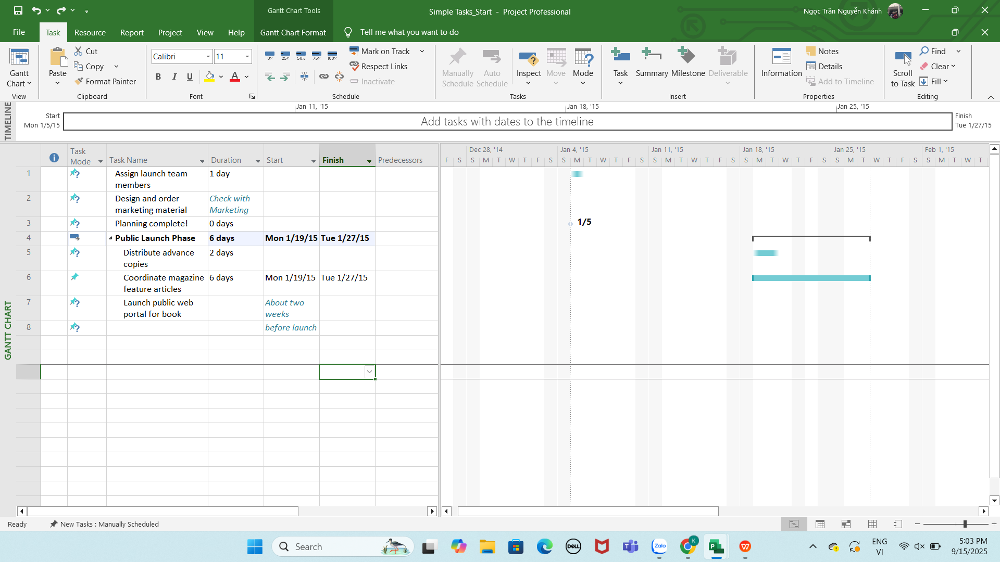 Gantt Chart Tools
Simple Tasks_Start - Project Professional
Ngọc Trần Nguyễn Khánh
File
Task
Resource
Report
Project
View
Help
Gantt Chart Format
Tell me what you want to do
Gantt
Chart
View
Paste
Cut
Copy
Format Painter
Clipboard
Calibri
11
B
I
U
A
Font
0%
25%
50%
75%
100%
Mark on Track
Respect Links
Inactivate
Schedule
Manually
Schedule
Auto
Schedule
Inspect
Move
Mode
Tasks
Task
Summary
Milestone
Deliverable
Insert
Information
Notes
Details
Add to Timeline
Properties
Scroll
to Task
Find
Clear
Fill
Editing
TIMELINE
Jan 11, '15
Jan 18, '15
Jan 25, '15
Start
Mon 1/5/15
Add tasks with dates to the timeline
Finish
Tue 1/27/15
GANTT CHART
Task
Mode
Task Name
Duration
Start
Finish
Predecessors
Dec 28, '14
Jan 4, '15
Jan 11, '15
Jan 18, '15
Jan 25, '15
Feb 1, '15
F S S M T W T F S S M T W T F S S M T W T F S S M T W T F S S M T W T F S S M T W T
1 Assign launch team
members
1 day
2 Design and order
marketing material
Check with
Marketing
3 Planning complete! 0 days
1/5
4 Public Launch Phase 6 days Mon 1/19/15 Tue 1/27/15
5 Distribute advance
copies
2 days
6 Coordinate magazine
feature articles
6 days Mon 1/19/15 Tue 1/27/15
7 Launch public web
portal for book
About two
weeks
8 before launch
Ready
New Tasks : Manually Scheduled
Search
DELL
Zalo
K
ENG
VI
5:03 PM
9/15/2025